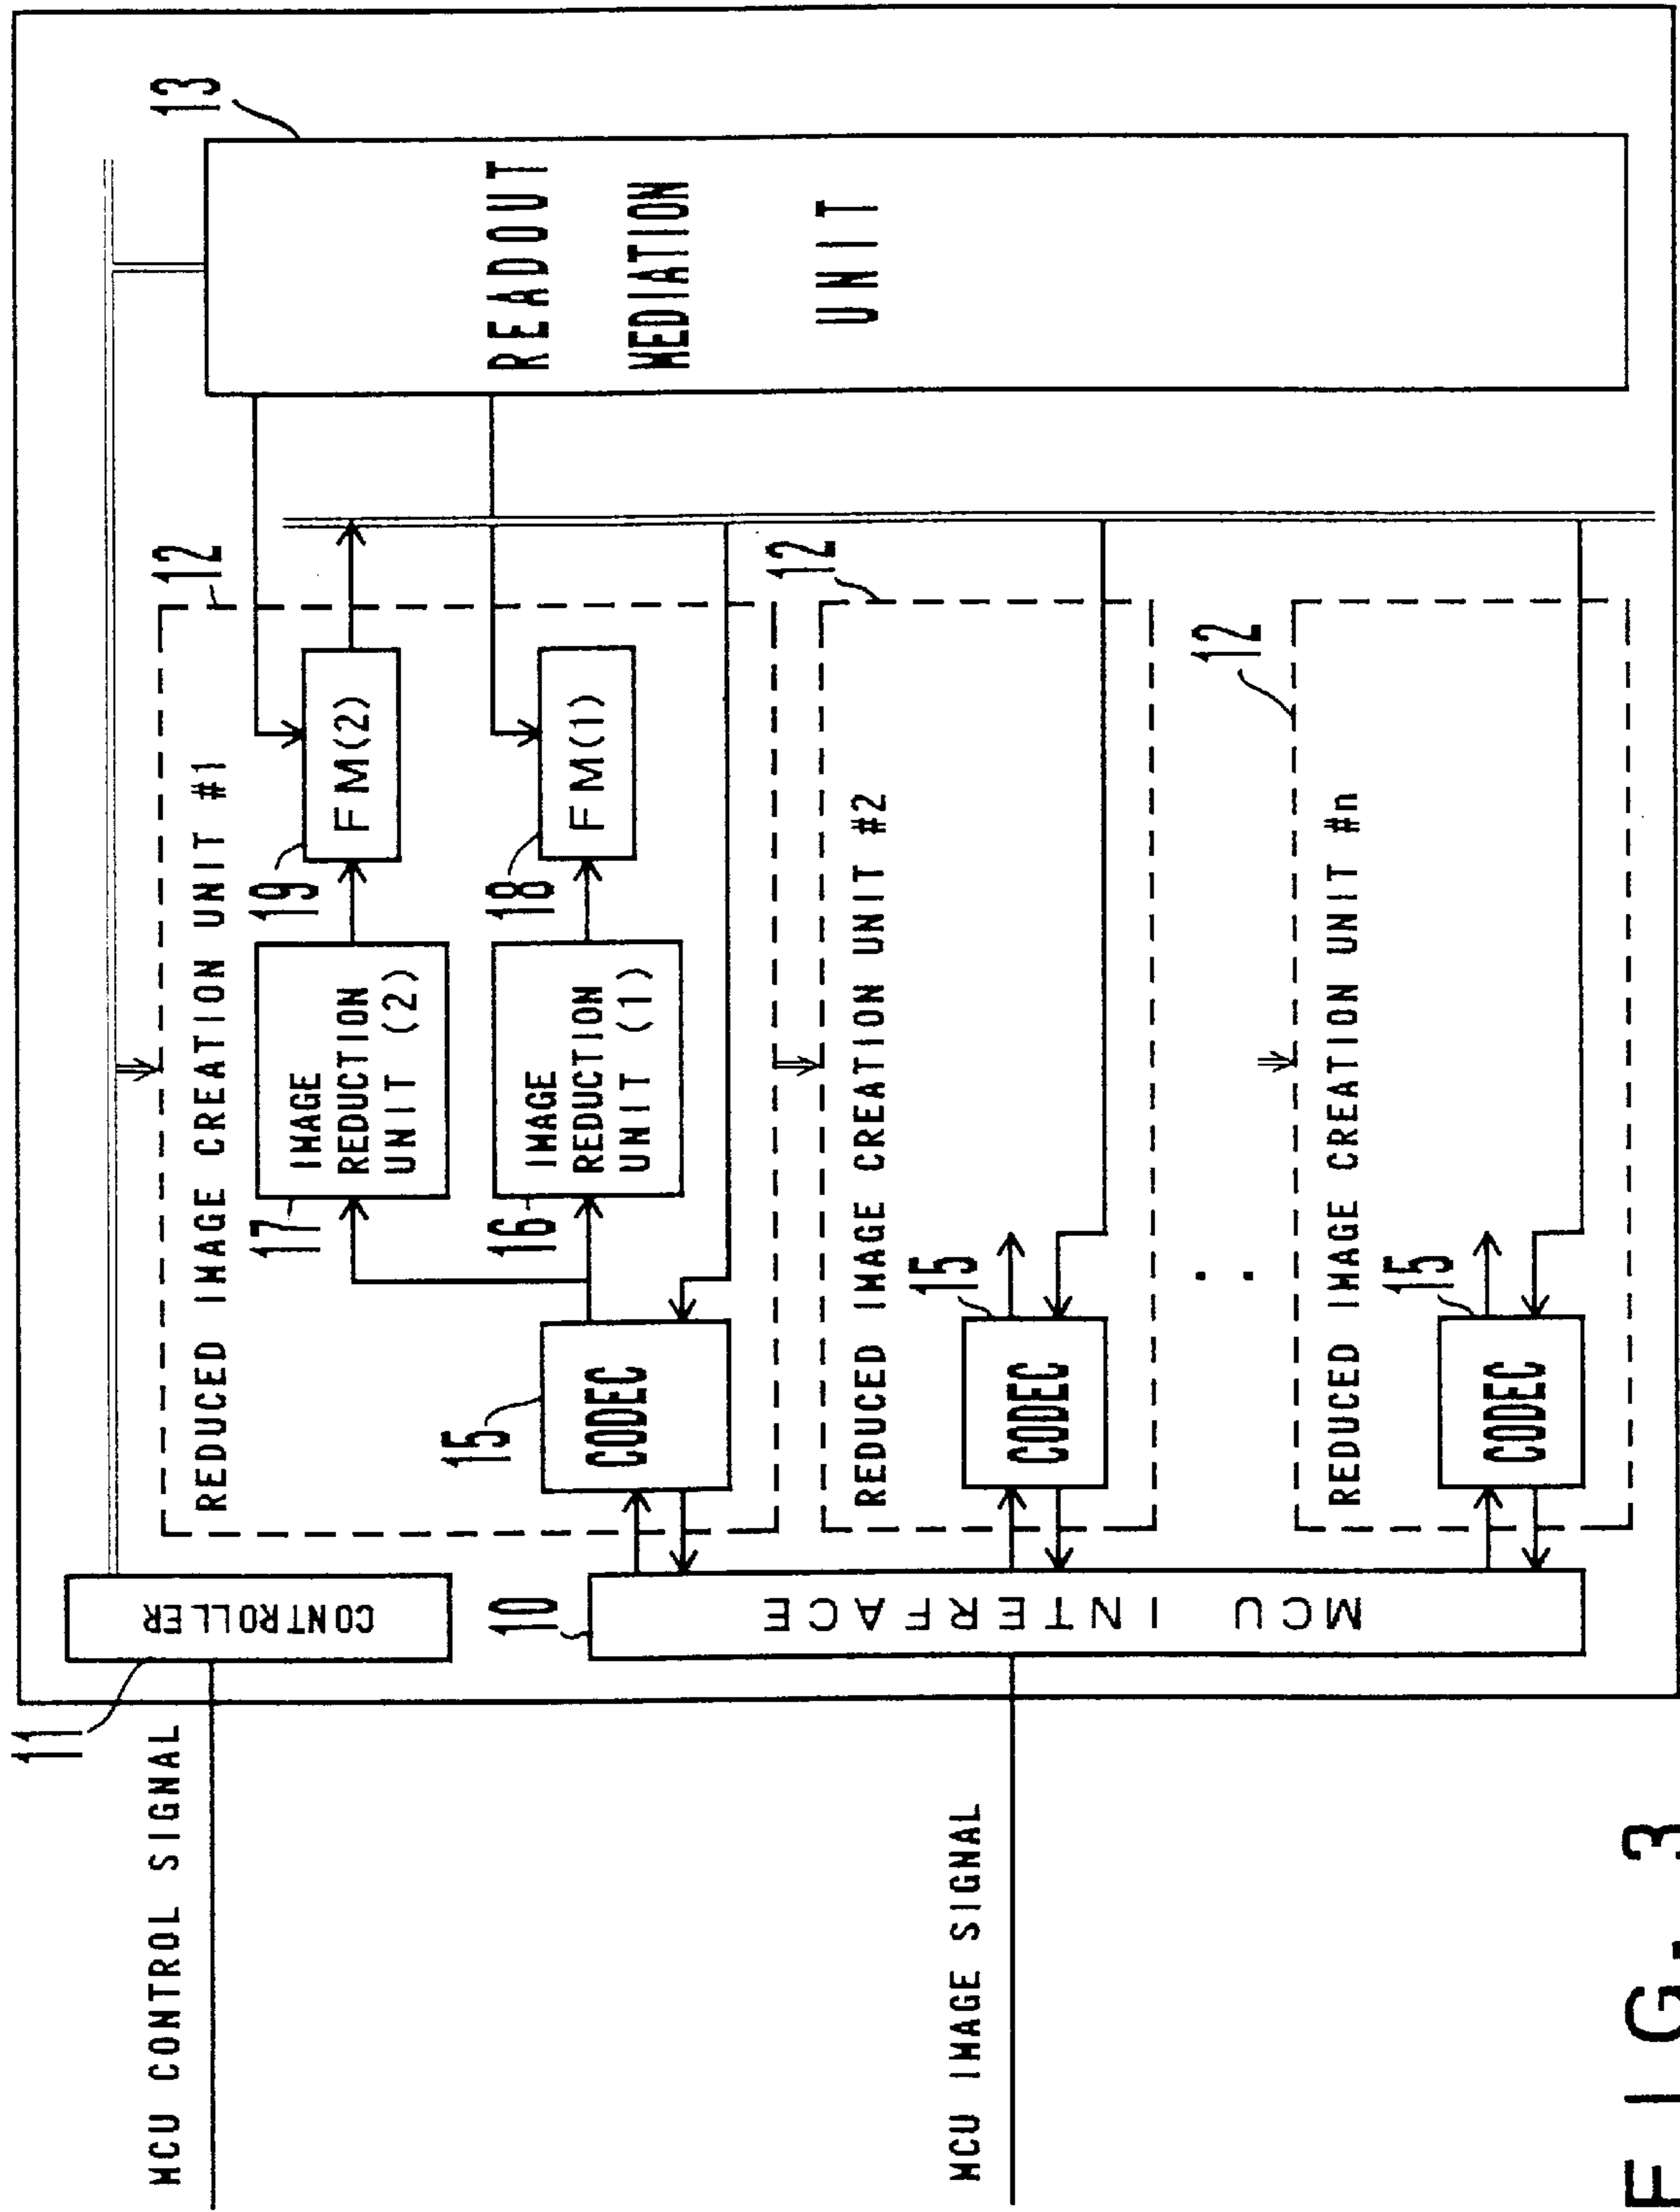 MCU CONTROL SIGNAL
MCU IMAGE SIGNAL
11
CONTROLLER
10
MCU INTERFACE
12
REDUCED IMAGE CREATION UNIT #1
15
CODEC
17
IMAGE
REDUCTION
UNIT (2)
16
IMAGE
REDUCTION
UNIT (1)
19
FM(2)
18
FM(1)
12
REDUCED IMAGE CREATION UNIT #2
15
CODEC
12
REDUCED IMAGE CREATION UNIT #n
15
CODEC
13
READOUT
MEDIATION
UNIT
FIG. 3